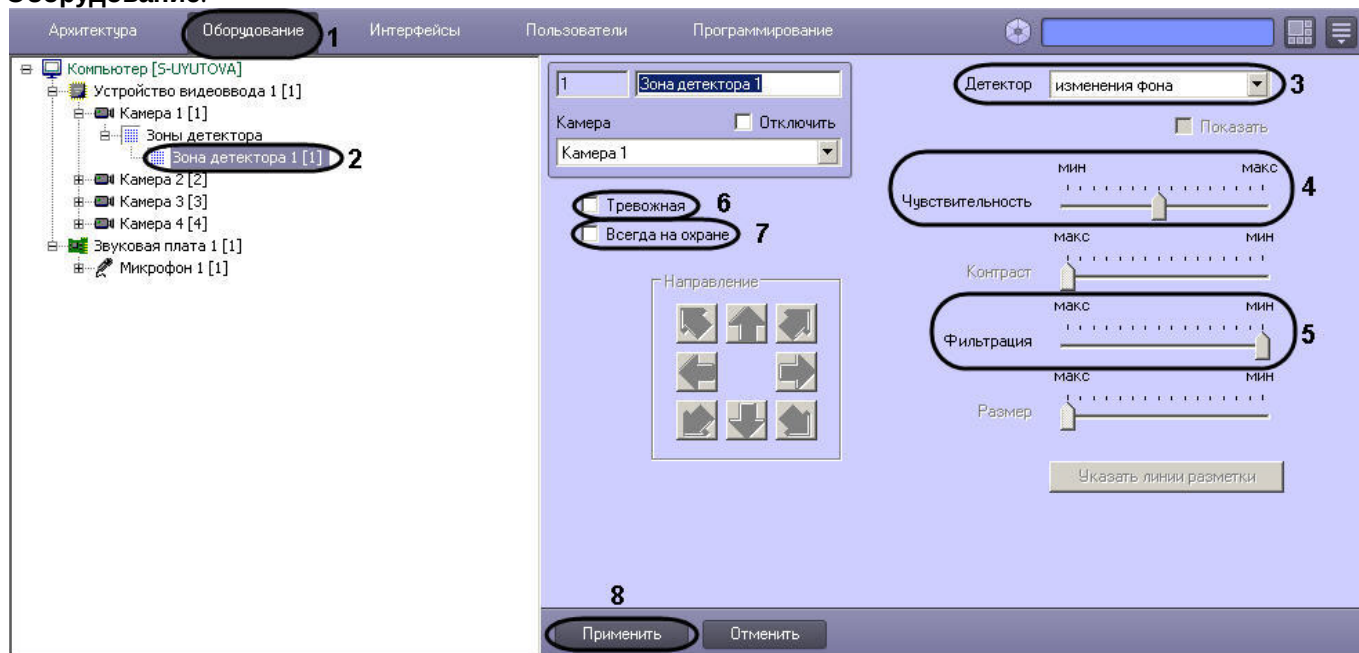 Оборудование.
Архитектура Оборудование 1 Интерфейсы Пользователи Программирование
Компьютер [S-UYUTOVA]
Устройство видеоввода 1 [1]
Камера 1 [1]
Зоны детектора
Зона детектора 1 [1] 2
Камера 2 [2]
Камера 3 [3]
Камера 4 [4]
Звуковая плата 1 [1]
Микрофон 1 [1]
1 Зона детектора 1
Камера Отключить
Камера 1
Тревожная 6
Всегда на охране 7
Направление
Детектор изменения фона 3
Показать
мин макс
Чувствительность 4
макс мин
Контраст
макс мин
Фильтрация 5
макс мин
Размер
Указать линии разметки
8
Применить Отменить